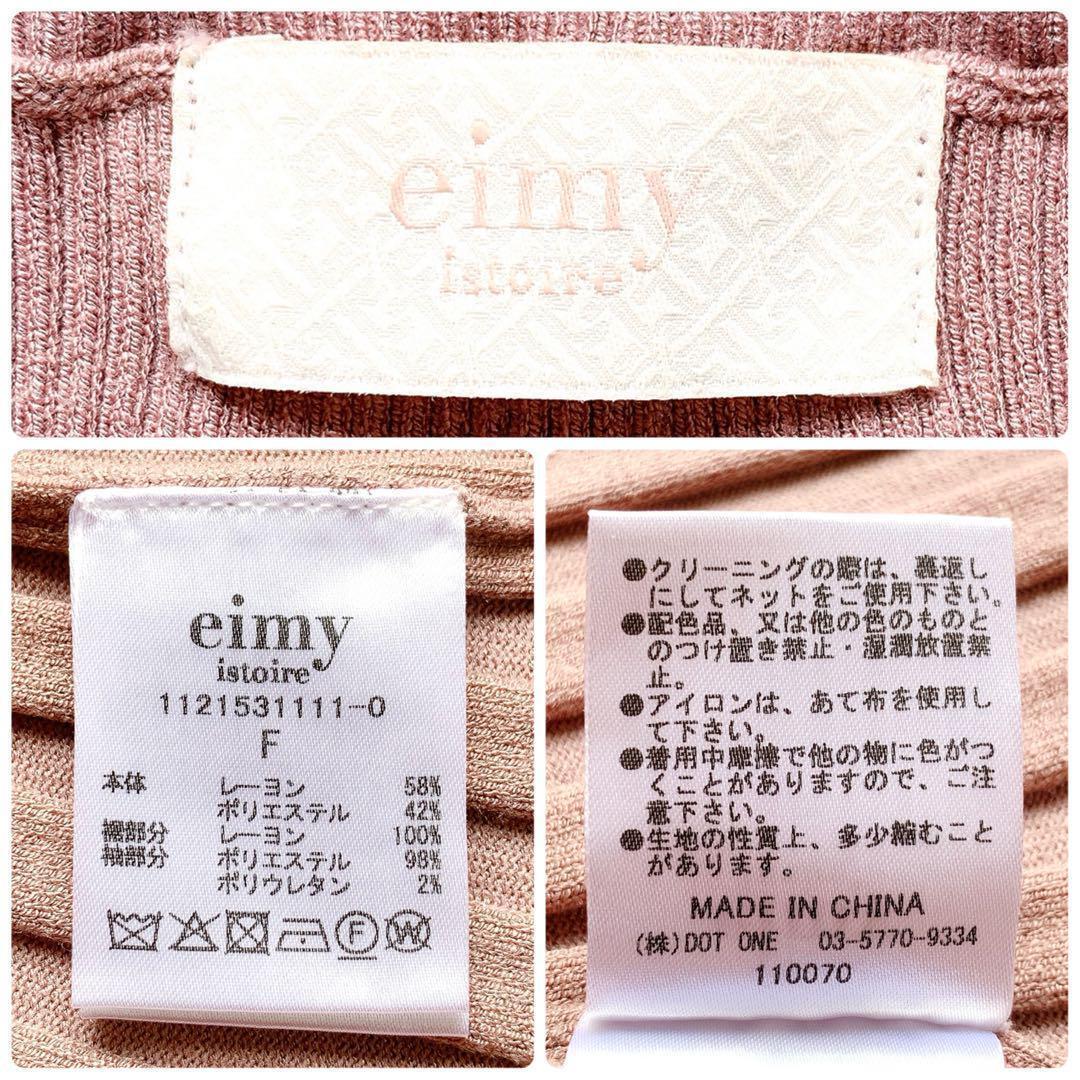 eimy
istoire
eimy
istoire
1121531111-0
F
本体 レーヨン 58%
ポリエステル 42%
腰部分 レーヨン 100%
袖部分 ポリエステル 98%
ポリウレタン 2%
F
W
●クリーニングの際は、裏返し
にしてネットをご使用下さい。
●配色品、又は他の色のものと
のつけ置き禁止・湿潤放置禁
止。
●アイロンは、あて布を使用し
て下さい。
●着用中摩擦で他の物に色がつ
くことがありますので、ご注
意下さい。
●生地の性質上、多少縮むこと
があります。
MADE IN CHINA
(株)DOT ONE 03-5770-9334
110070